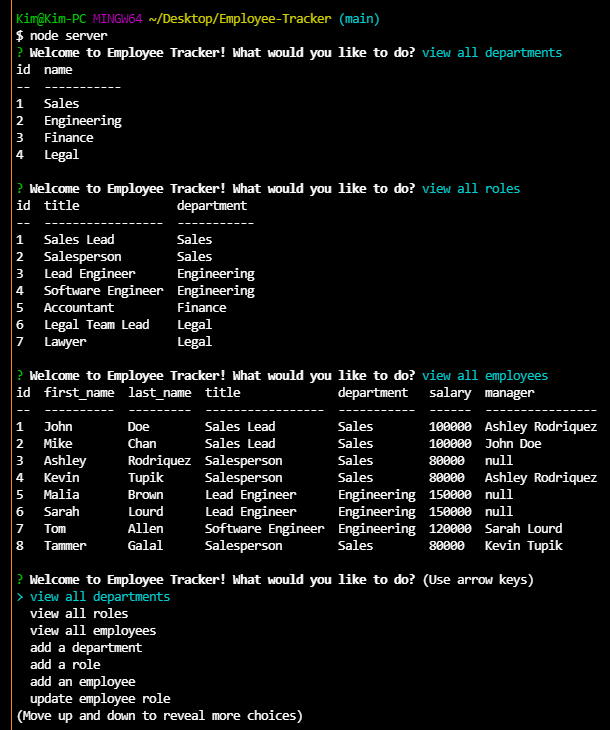 Kim@Kim-PC MINGW64 ~/Desktop/Employee-Tracker (main)
$ node server
? Welcome to Employee Tracker! What would you like to do? view all departments
id  name
--  -----------
1   Sales
2   Engineering
3   Finance
4   Legal
? Welcome to Employee Tracker! What would you like to do? view all roles
id  title              department
--  -----------------  -----------
1   Sales Lead         Sales
2   Salesperson        Sales
3   Lead Engineer      Engineering
4   Software Engineer  Engineering
5   Accountant         Finance
6   Legal Team Lead    Legal
7   Lawyer             Legal
? Welcome to Employee Tracker! What would you like to do? view all employees
id  first_name  last_name  title              department   salary  manager
--  ----------  ---------  -----------------  -----------  ------  ----------------
1   John        Doe        Sales Lead         Sales        100000  Ashley Rodriquez
2   Mike        Chan       Sales Lead         Sales        100000  John Doe
3   Ashley      Rodriquez  Salesperson        Sales        80000   null
4   Kevin       Tupik      Salesperson        Sales        80000   Ashley Rodriquez
5   Malia       Brown      Lead Engineer      Engineering  150000  null
6   Sarah       Lourd      Lead Engineer      Engineering  150000  null
7   Tom         Allen      Software Engineer  Engineering  120000  Sarah Lourd
8   Tammer      Galal      Salesperson        Sales        80000   Kevin Tupik
? Welcome to Employee Tracker! What would you like to do? (Use arrow keys)
> view all departments
  view all roles
  view all employees
  add a department
  add a role
  add an employee
  update employee role
(Move up and down to reveal more choices)